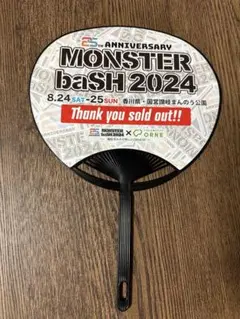 25th ANNIVERSARY
MONSTER
baSH 2024
8.24 SAT - 25 SUN 香川県・国営讃岐まんのう公園
Thank you sold out!!
MONSTER
baSH 2024
×
ORNE